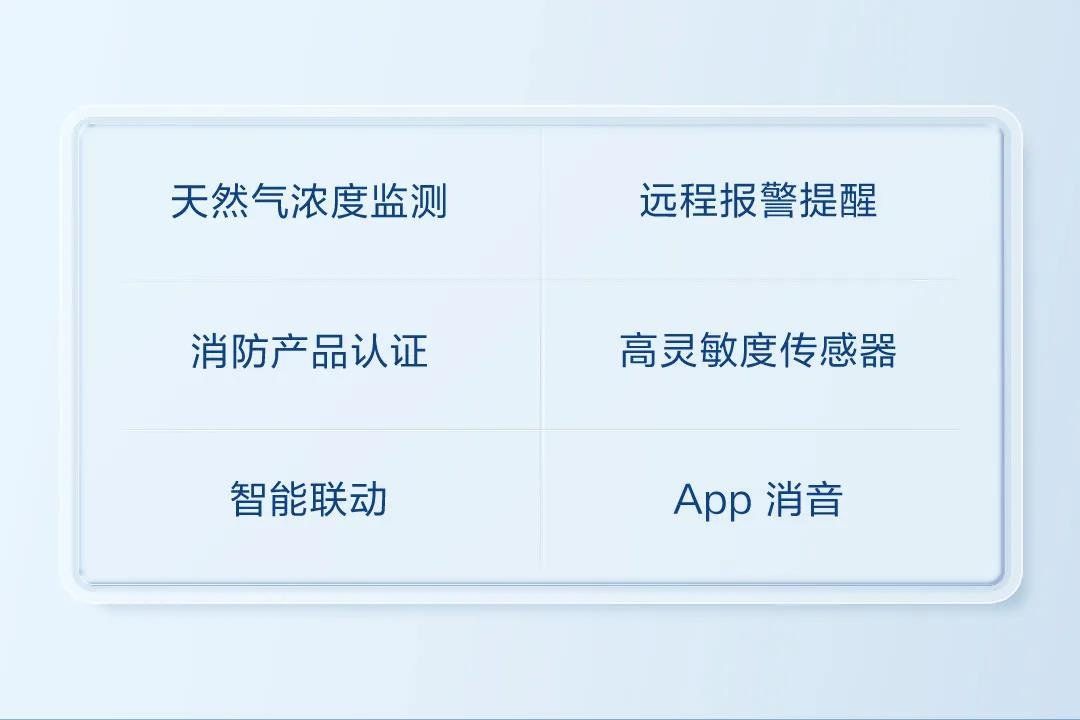 天然气浓度监测
远程报警提醒
消防产品认证
高灵敏度传感器
智能联动
App 消音